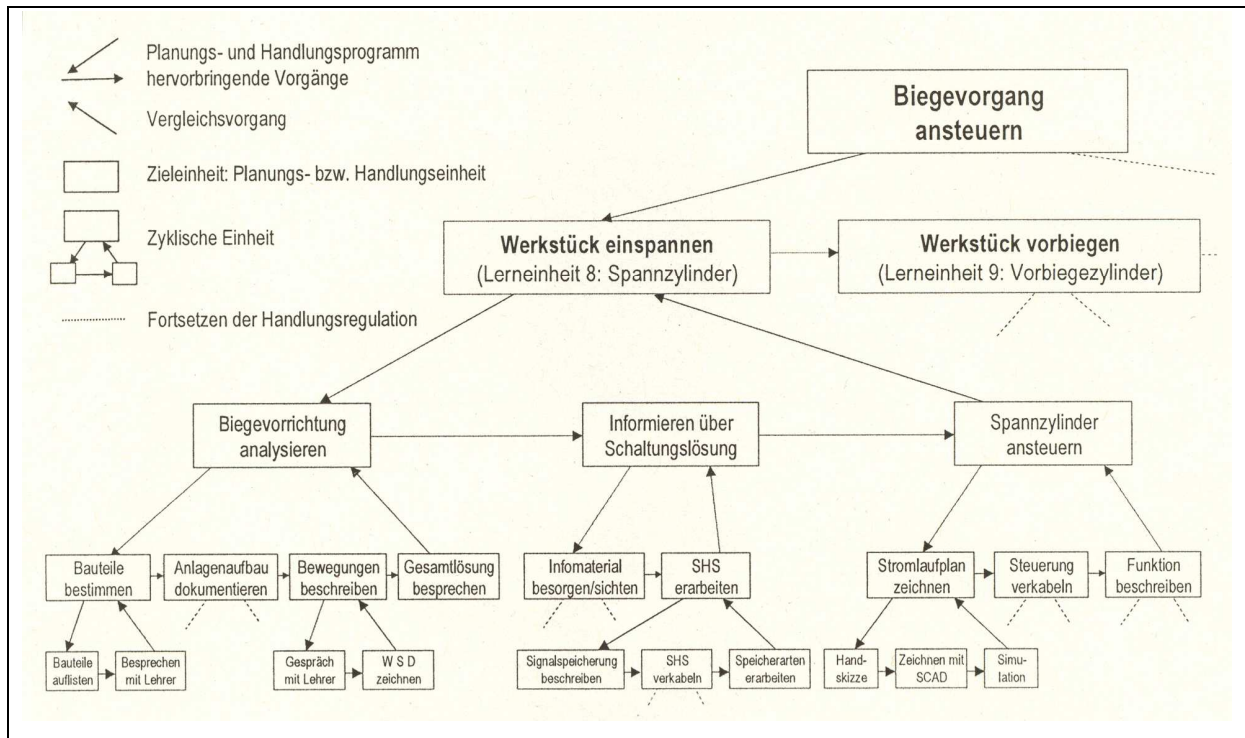 Planungs- und Handlungsprogramm
hervorbringende Vorgänge
Vergleichsvorgang
Zieleinheit: Planungs- bzw. Handlungseinheit
Zyklische Einheit
Fortsetzen der Handlungsregulation
Biegevorgang
ansteuern
Werkstück einspannen
(Lerneinheit 8: Spannzylinder)
Werkstück vorbiegen
(Lerneinheit 9: Vorbiegezylinder)
Biegevorrichtung
analysieren
Informieren über
Schaltungslösung
Spannzylinder
ansteuern
Bauteile
bestimmen
Anlagenaufbau
dokumentieren
Bewegungen
beschreiben
Gesamtlösung
besprechen
Infomaterial
besorgen/sichten
SHS
erarbeiten
Stromlaufplan
zeichnen
Steuerung
verkabeln
Funktion
beschreiben
Bauteile
auflisten
Besprechen
mit Lehrer
Gespräch
mit Lehrer
W S D
zeichnen
Signalspeicherung
beschreiben
SHS
verkabeln
Speicherarten
erarbeiten
Hand-
skizze
Zeichnen mit
SCAD
Simu-
lation